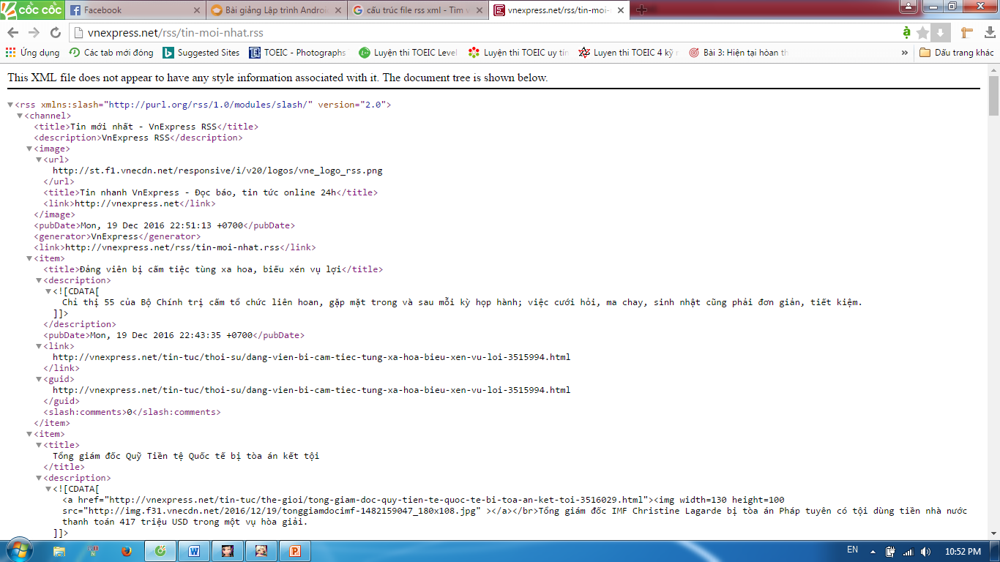 cốc cốc
Facebook
Bài giảng Lập trình Androi
cấu trúc file rss xml - Tìm v
vnexpress.net/rss/tin-moi-
vnexpress.net/rss/tin-moi-nhat.rss
Ứng dụng
Các tab mới đóng
Suggested Sites
TOEIC - Photographs
Luyện thi TOEIC Level
Luyện thi TOEIC uy tín
Luyen thi TOEIC 4 kỹ
Bài 3: Hiện tại hòan th
»
Dấu trang khác
This XML file does not appear to have any style information associated with it. The document tree is shown below.
<rss xmlns:slash="http://purl.org/rss/1.0/modules/slash/" version="2.0">
<channel>
<title>Tin mới nhất - VnExpress RSS</title>
<description>VnExpress RSS</description>
<image>
<url>
http://st.f1.vnecdn.net/responsive/i/v20/logos/vne_logo_rss.png
</url>
<title>Tin nhanh VnExpress - Đọc báo, tin tức online 24h</title>
<link>http://vnexpress.net</link>
</image>
<pubDate>Mon, 19 Dec 2016 22:51:13 +0700</pubDate>
<generator>VnExpress</generator>
<link>http://vnexpress.net/rss/tin-moi-nhat.rss</link>
<item>
<title>Đảng viên bị cấm tiệc tùng xa hoa, biếu xén vụ lợi</title>
<description>
<![CDATA[
Chỉ thị 55 của Bộ Chính trị cấm tổ chức liên hoan, gặp mặt trong và sau mỗi kỳ họp hành; việc cưới hỏi, ma chay, sinh nhật cũng phải đơn giản, tiết kiệm.
]]>
</description>
<pubDate>Mon, 19 Dec 2016 22:43:35 +0700</pubDate>
<link>
http://vnexpress.net/tin-tuc/thoi-su/dang-vien-bi-cam-tiec-tung-xa-hoa-bieu-xen-vu-loi-3515994.html
</link>
<guid>
http://vnexpress.net/tin-tuc/thoi-su/dang-vien-bi-cam-tiec-tung-xa-hoa-bieu-xen-vu-loi-3515994.html
</guid>
<slash:comments>0</slash:comments>
</item>
<item>
<title>
Tổng giám đốc Quỹ Tiền tệ Quốc tế bị tòa án kết tội
</title>
<description>
<![CDATA[
<a href="http://vnexpress.net/tin-tuc/the-gioi/tong-giam-doc-quy-tien-te-quoc-te-bi-toa-an-ket-toi-3516029.html"><img width=130 height=100
src="http://img.f31.vnecdn.net/2016/12/19/tonggiamdocimf-1482159047_180x108.jpg" ></a></br>Tổng giám đốc IMF Christine Lagarde bị tòa án Pháp tuyên có tội dùng tiền nhà nước
thanh toán 417 triệu USD trong một vụ hòa giải.
]]>
EN
10:52 PM